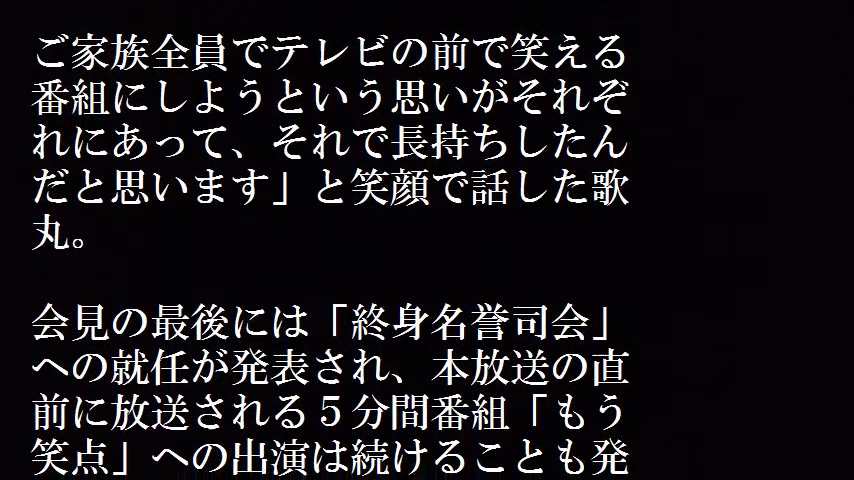 ご家族全員でテレビの前で笑える
番組にしようという思いがそれぞ
れにあって、それで長持ちしたん
だと思います」と笑顔で話した歌
丸。
会見の最後には「終身名誉司会」
への就任が発表され、本放送の直
前に放送される５分間番組「もう
笑点」への出演は続けることも発